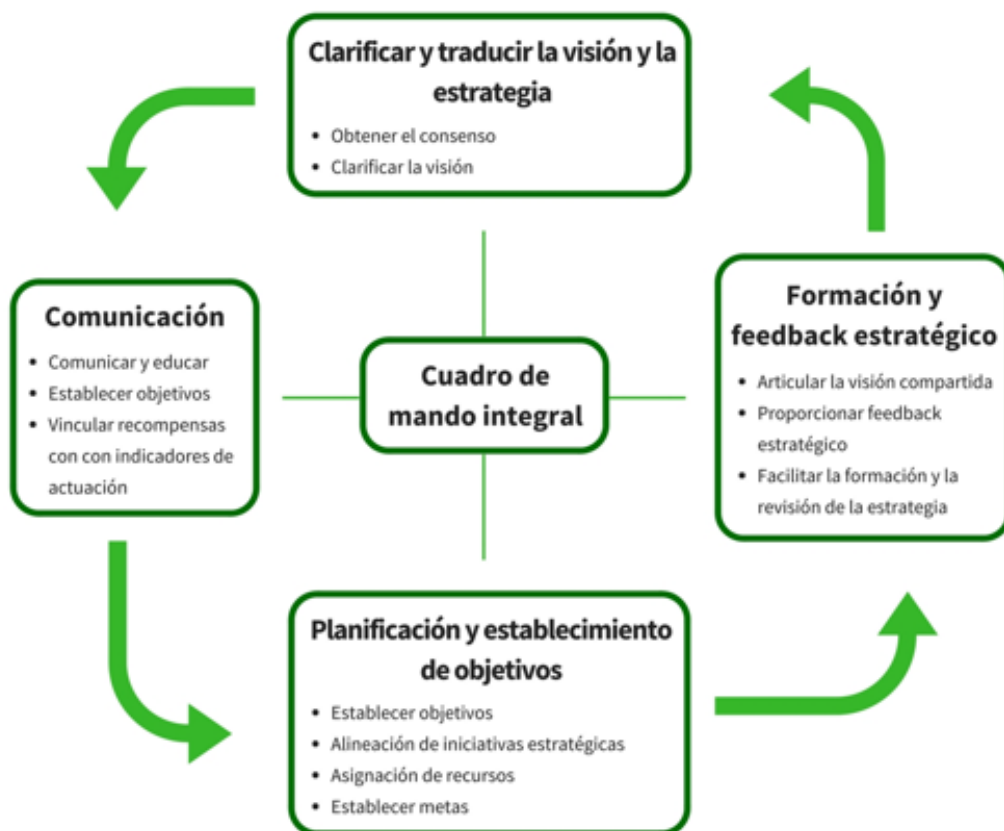 Clarificar y traducir la visión y la
estrategia
• Obtener el consenso
• Clarificar la visión
Comunicación
• Comunicar y educar
• Establecer objetivos
• Vincular recompensas
con con indicadores de
actuación
Cuadro de
mando integral
Formación y
feedback estratégico
• Articular la visión compartida
• Proporcionar feedback
estratégico
• Facilitar la formación y la
revisión de la estrategia
Planificación y establecimiento
de objetivos
• Establecer objetivos
• Alineación de iniciativas estratégicas
• Asignación de recursos
• Establecer metas